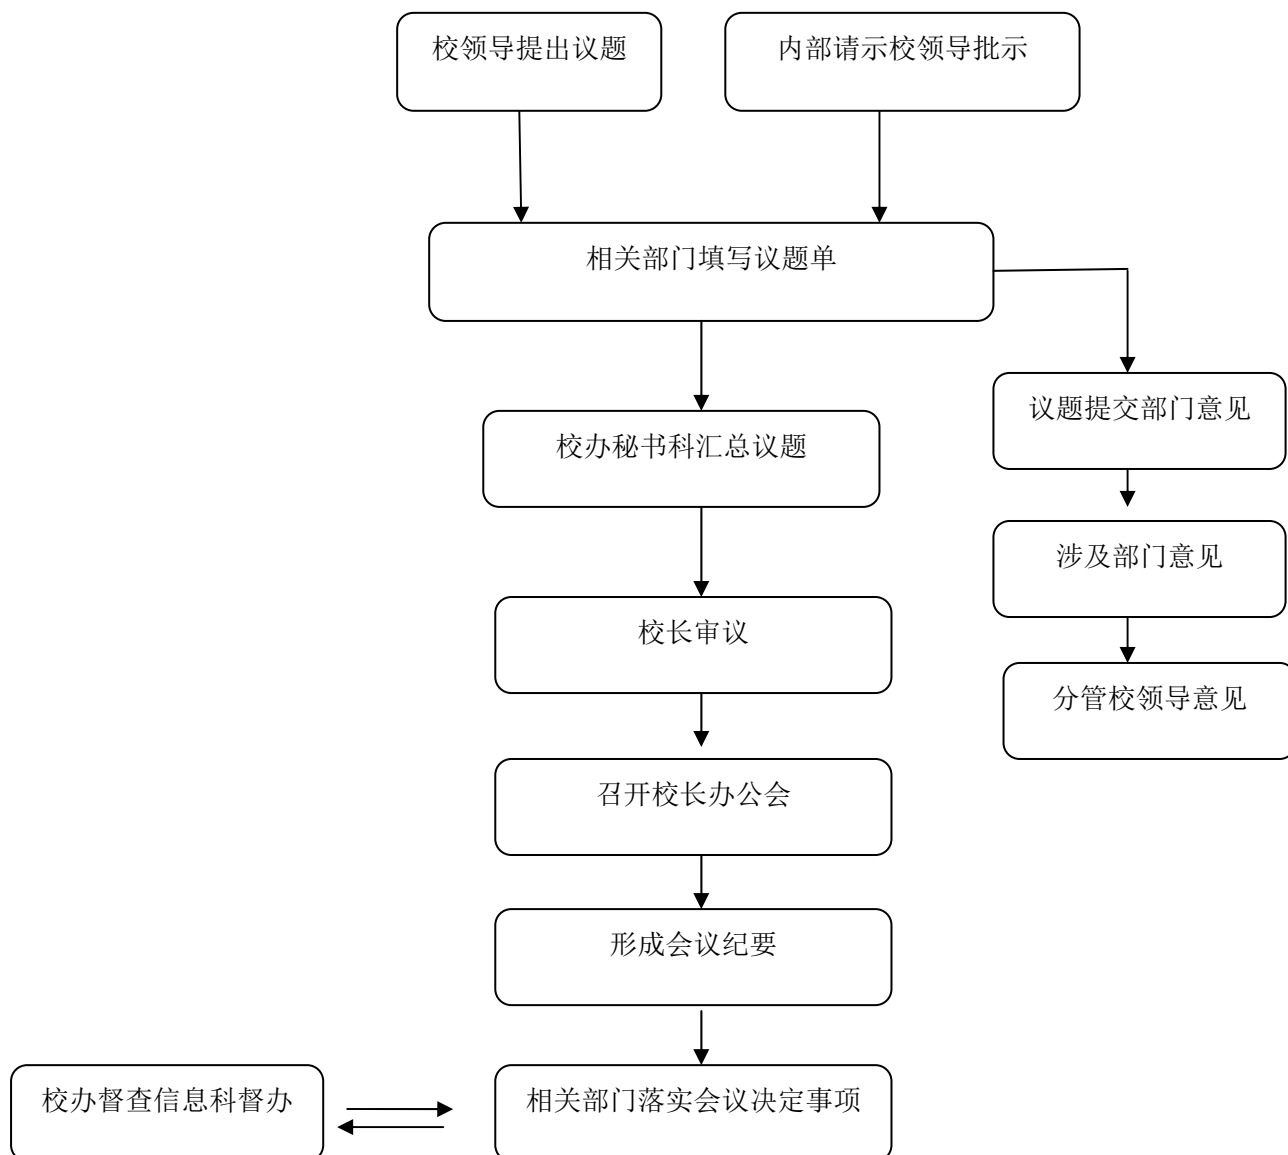 校领导提出议题
内部请示校领导批示
相关部门填写议题单
议题提交部门意见
校办秘书科汇总议题
涉及部门意见
校长审议
分管校领导意见
召开校长办公会
形成会议纪要
校办督查信息科督办
相关部门落实会议决定事项